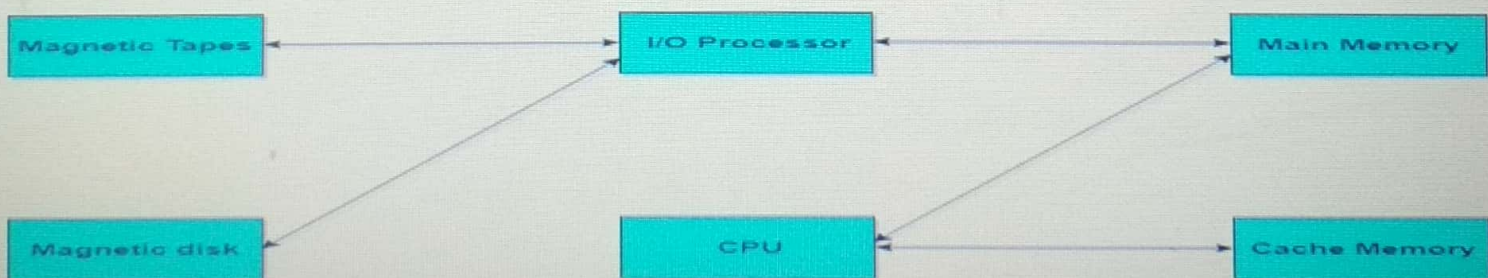 Magnetic Tapes
I/O Processor
Main Memory
Magnetic disk
CPU
Cache Memory